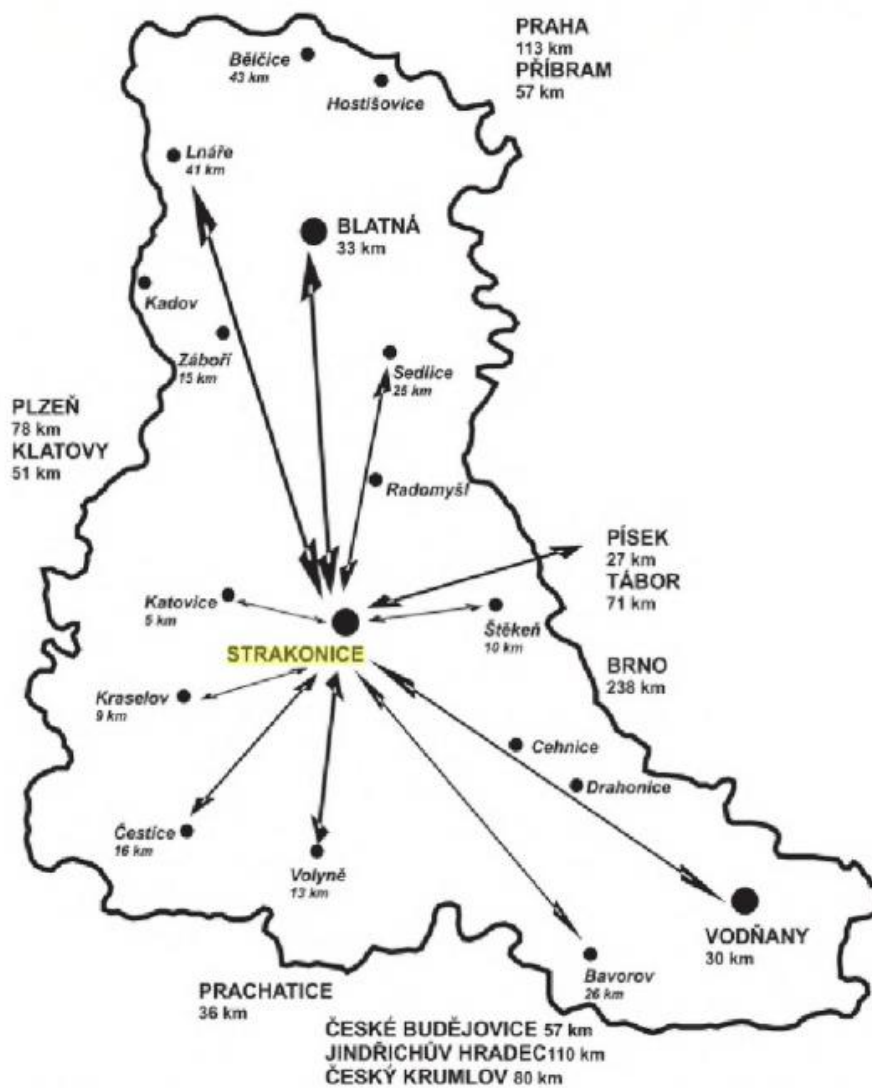 PRAHA
113 km
PŘÍBRAM
57 km
Bělčice
43 km
Hostišovice
Lnáře
41 km
BLATNÁ
33 km
Kadov
Záboří
15 km
Sedlice
25 km
PLZEŇ
78 km
KLATOVY
51 km
Radomyšl
PÍSEK
27 km
TÁBOR
71 km
Katovice
5 km
Štěkeň
10 km
STRAKONICE
BRNO
238 km
Kraselov
9 km
Cehnice
Drahonice
Čestice
16 km
Volyně
13 km
VODŇANY
30 km
Bavorov
26 km
PRACHATICE
36 km
ČESKÉ BUDĚJOVICE 57 km
JINDŘICHŮV HRADEC110 km
ČESKÝ KRUMLOV 80 km